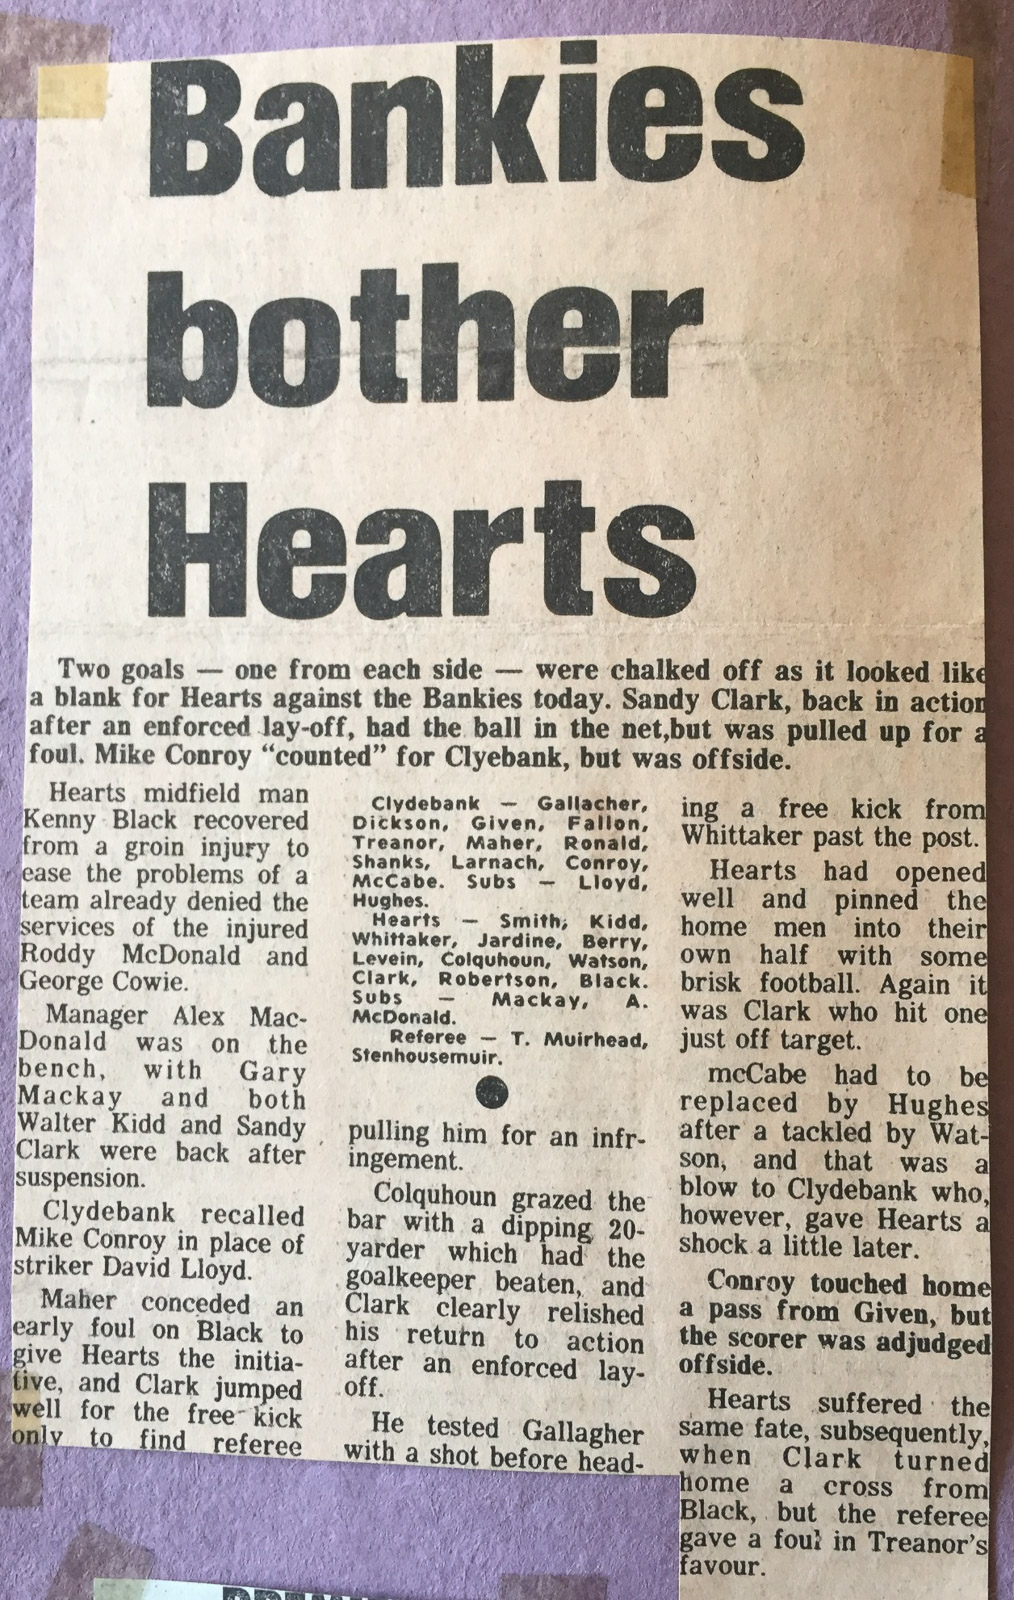 Bankies
bother
Hearts
Two goals — one from each side — were chalked off as it looked like
a blank for Hearts against the Bankies today. Sandy Clark, back in action
after an enforced lay-off, had the ball in the net,but was pulled up for a
foul. Mike Conroy “counted” for Clyebank, but was offside.
Hearts midfield man
Kenny Black recovered
from a groin injury to
ease the problems of a
team already denied the
services of the injured
Roddy McDonald and
George Cowie.
Manager Alex Mac-
Donald was on the
bench, with Gary
Mackay and both
Walter Kidd and Sandy
Clark were back after
suspension.
Clydebank recalled
Mike Conroy in place of
striker David Lloyd.
Maher conceded an
early foul on Black to
give Hearts the initia-
tive, and Clark jumped
well for the free kick
only to find referee
Clydebank — Gallacher,
Dickson, Given, Fallon,
Treanor, Maher, Ronald,
Shanks, Larnach, Conroy,
McCabe. Subs — Lloyd,
Hughes.
Hearts — Smith, Kidd,
Whittaker, Jardine, Berry,
Levein, Colquhoun, Watson,
Clark, Robertson, Black.
Subs — Mackay, A.
McDonald.
Referee — T. Muirhead,
Stenhousemuir.
pulling him for an infr-
ingement.
Colquhoun grazed the
bar with a dipping 20-
yarder which had the
goalkeeper beaten, and
Clark clearly relished
his return to action
after an enforced lay-
off.
He tested Gallagher
with a shot before head-
ing a free kick from
Whittaker past the post.
Hearts had opened
well and pinned the
home men into their
own half with some
brisk football. Again it
was Clark who hit one
just off target.
mcCabe had to be
replaced by Hughes
after a tackled by Wat-
son, and that was a
blow to Clydebank who,
however, gave Hearts a
shock a little later.
Conroy touched home
a pass from Given, but
the scorer was adjudged
offside.
Hearts suffered the
same fate, subsequently,
when Clark turned
home a cross from
Black, but the referee
gave a foul in Treanor's
favour.